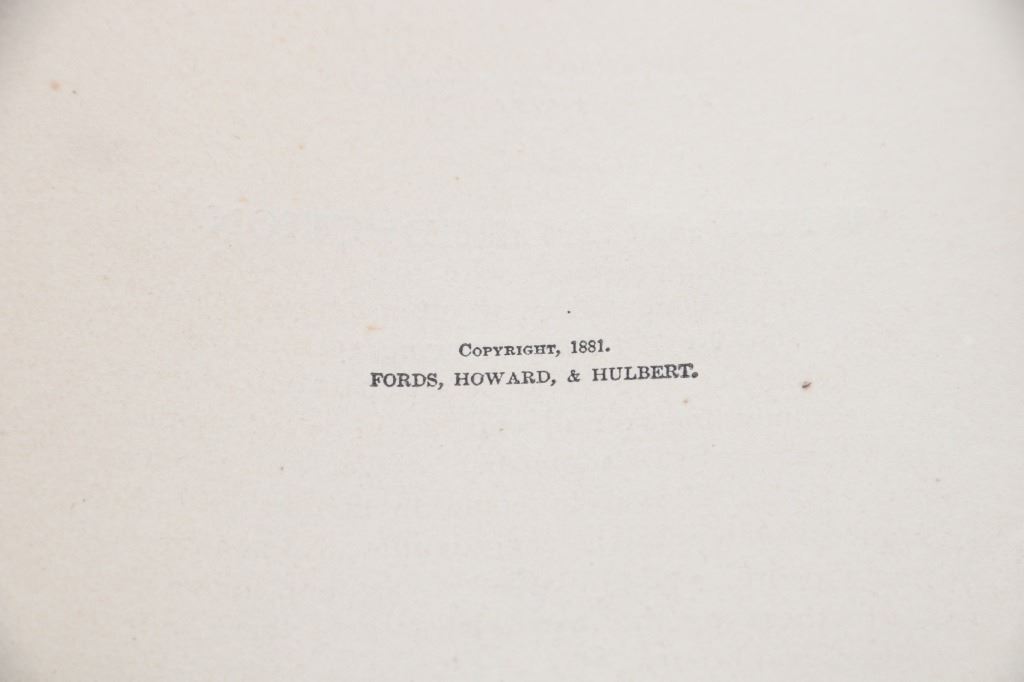 Copyright, 1881.
FORDS, HOWARD, & HULBERT.